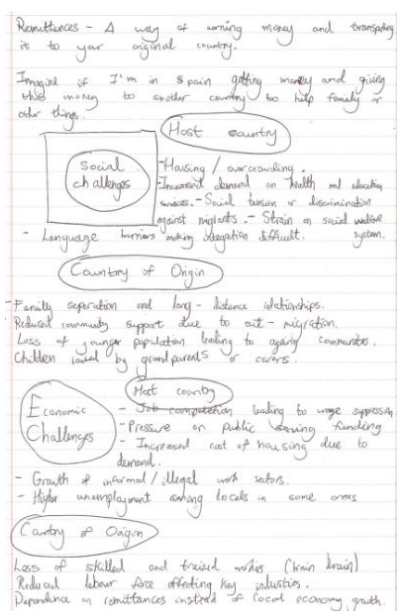 Remittances - A way of earning money and transfering
it to your original country.
Imagine if I'm in Spain getting money and giving
this money to another country to help family or
other things.
Host country
Social
challenges
- Housing / overcrowding.
- Increased demand on health and education
services. - Social tension or discrimination
against migrants. - Strain on social welfare
system.
- Language barriers making integration difficult.
Country of Origin
- Family separation and long - distance relationships.
Reduced community support due to out - migration.
Loss of younger population leading to ageing communities.
Children raised by grandparents or carers.
Host country
Economic
Challenges
- Job competition leading to wage suppression
- Pressure on public funding
- Increased cost of housing due to
demand.
- Growth of informal / illegal work sectors.
- Higher unemployment among locals in some areas
Country of Origin
Loss of skilled and trained workers (brain drain)
Reduced labour force affecting key industries.
Dependence on remittances instead of local economy growth.